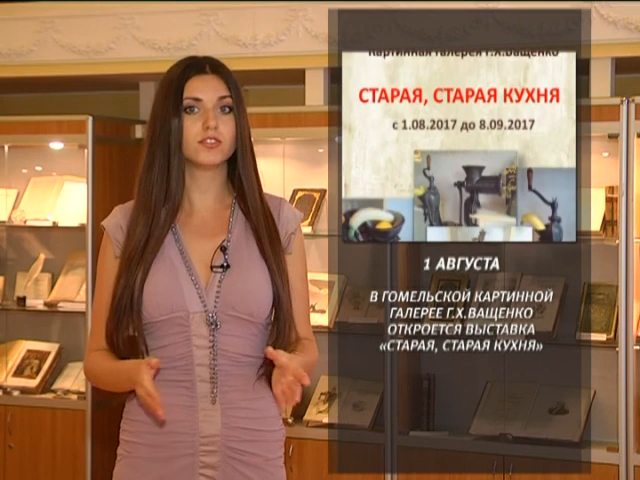 Картинная галерея Г.Х.Ващенко
СТАРАЯ, СТАРАЯ КУХНЯ
с 1.08.2017 до 8.09.2017
1 АВГУСТА
В ГОМЕЛЬСКОЙ КАРТИННОЙ
ГАЛЕРЕЕ Г.Х.ВАЩЕНКО
ОТКРОЕТСЯ ВЫСТАВКА
«СТАРАЯ, СТАРАЯ КУХНЯ»